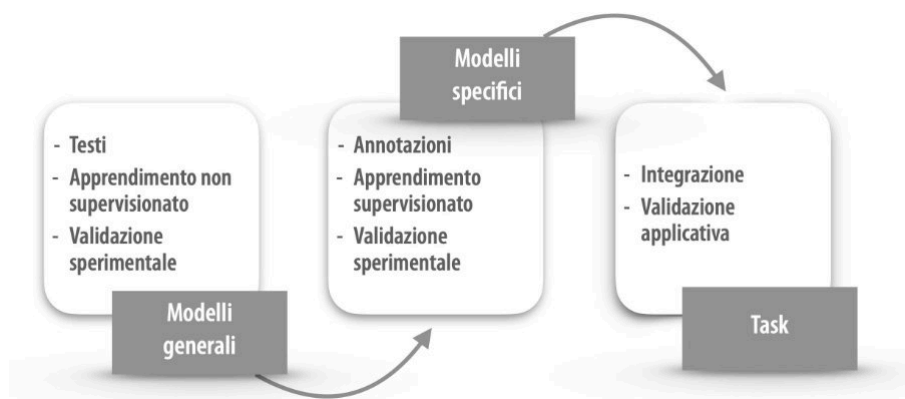 - Testi
- Apprendimento non
supervisionato
- Validazione
sperimentale
Modelli
generali
Modelli
specifici
- Annotazioni
- Apprendimento
supervisionato
- Validazione
sperimentale
- Integrazione
- Validazione
applicativa
Task